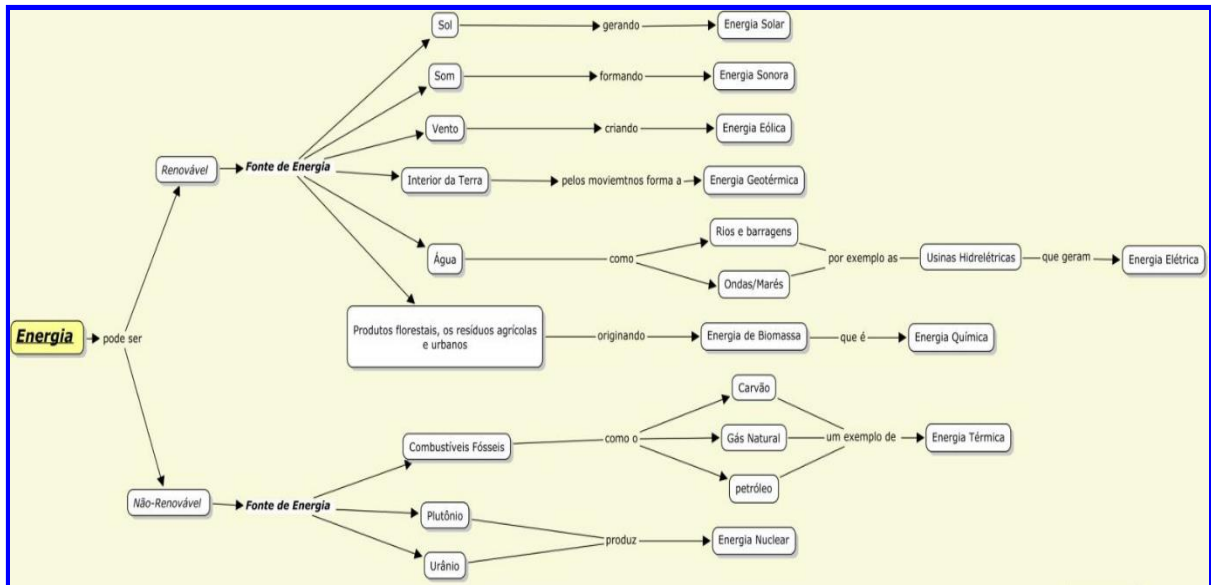 Sol
gerando
Energia Solar
Som
formando
Energia Sonora
Vento
criando
Energia Eólica
Renovável
Fonte de Energia
Interior da Terra
pelos moviemtnos forma a
Energia Geotérmica
Água
como
Rios e barragens
Ondas/Marés
por exemplo as
Usinas Hidrelétricas
que geram
Energia Elétrica
Energia
pode ser
Produtos florestais, os resíduos agrícolas
e urbanos
originando
Energia de Biomassa
que é
Energia Química
Não-Renovável
Fonte de Energia
Combustíveis Fósseis
como o
Carvão
Gás Natural
petróleo
um exemplo de
Energia Térmica
Plutônio
Urânio
produz
Energia Nuclear